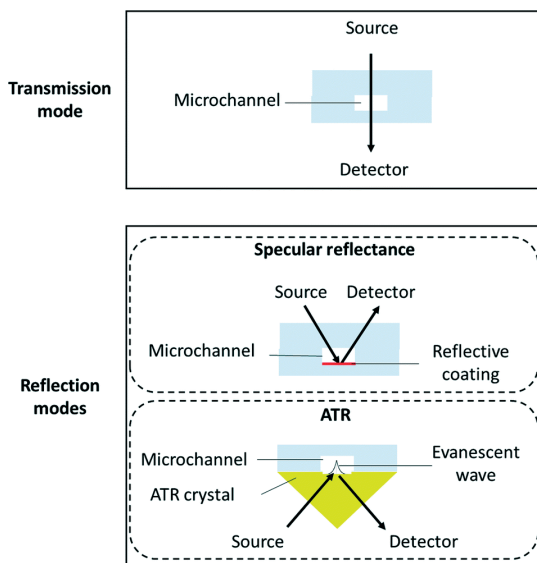 Source
Transmission
mode
Microchannel
Detector
Specular reflectance
Source
Detector
Microchannel
Reflective
coating
Reflection
modes
ATR
Microchannel
Evanescent
wave
ATR crystal
Source
Detector